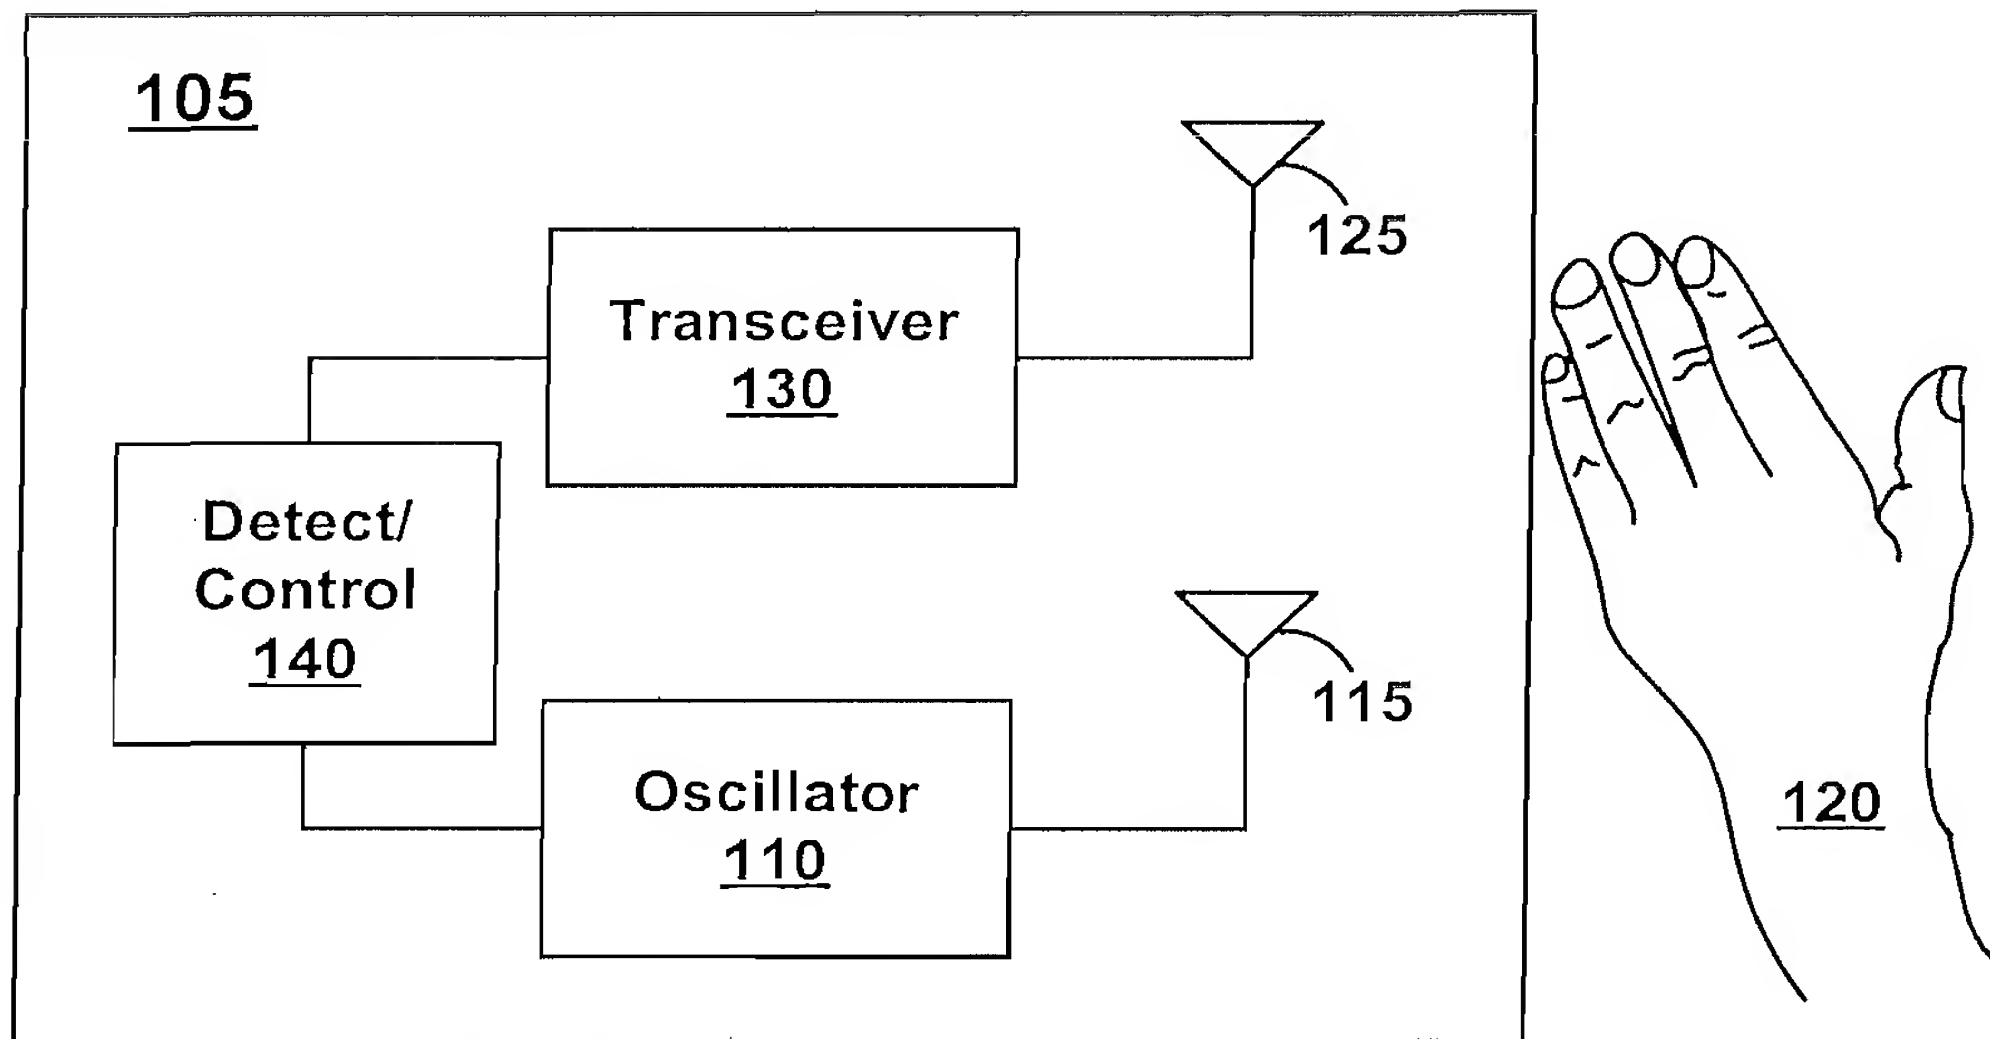 105
125
Transceiver
130
Detect/
Control
140
115
Oscillator
110
120